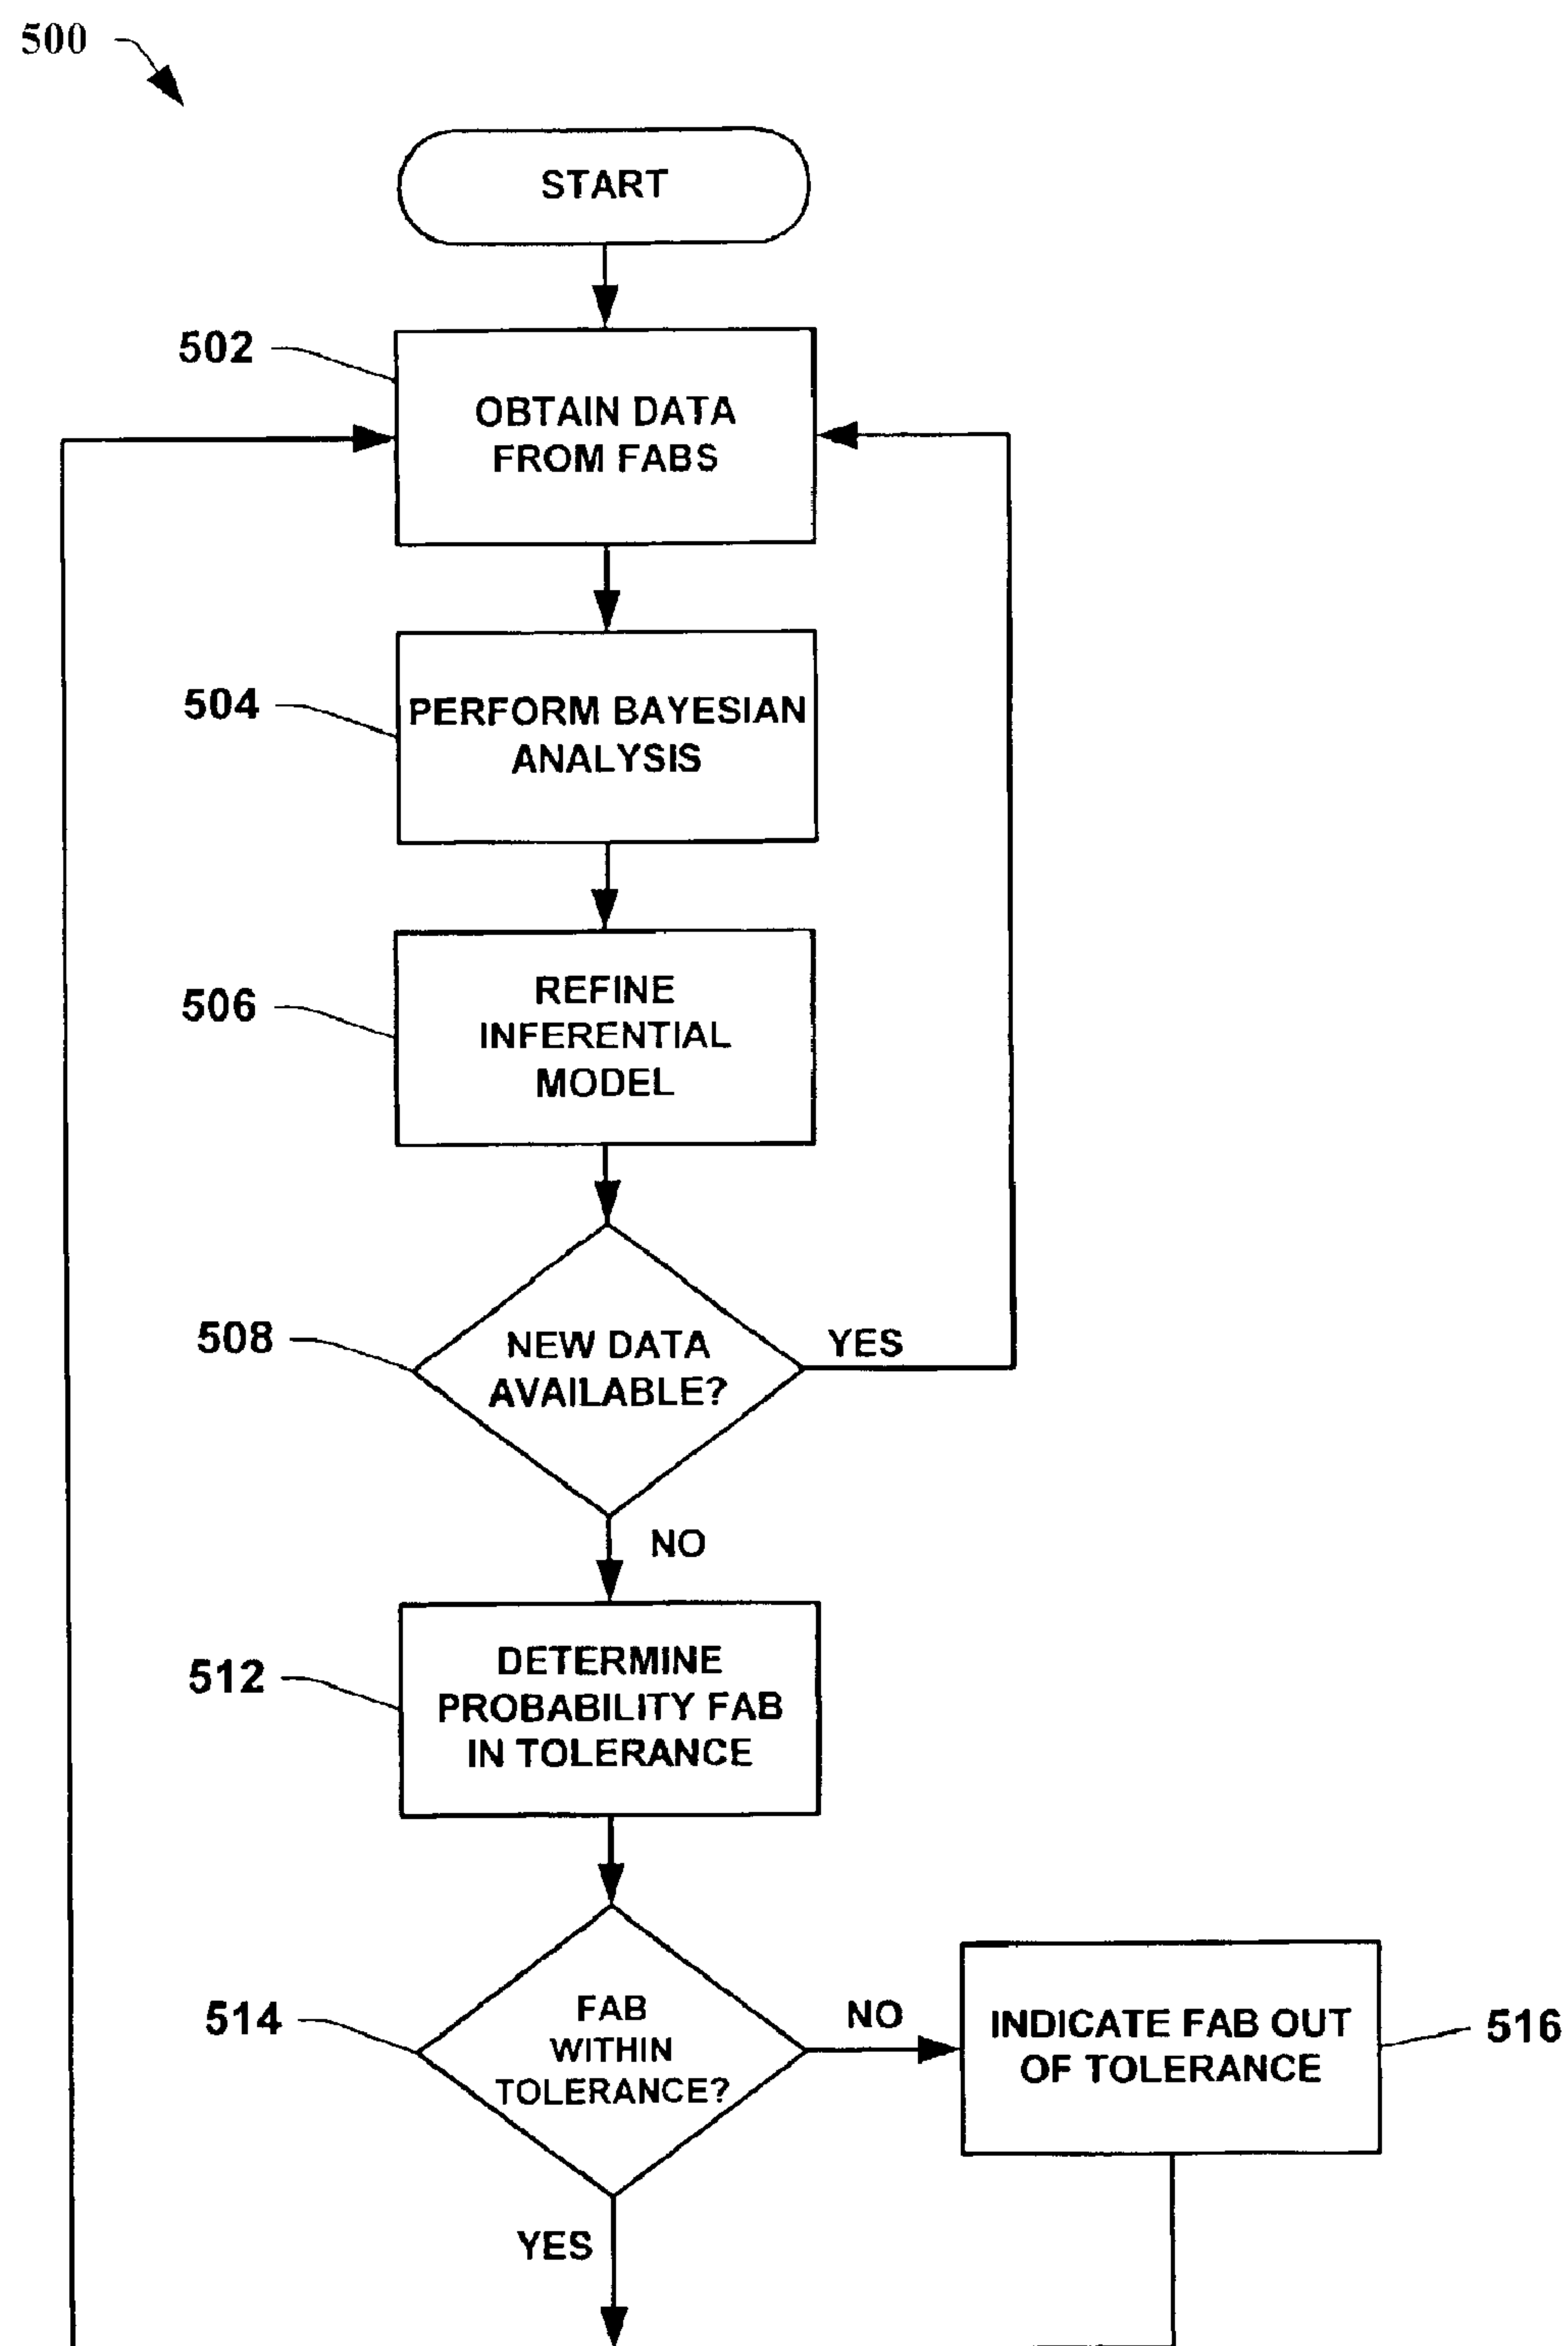 500
START
502
OBTAIN DATA
FROM FABS
504
PERFORM BAYESIAN
ANALYSIS
506
REFINE
INFERENTIAL
MODEL
508
NEW DATA
AVAILABLE?
YES
NO
512
DETERMINE
PROBABILITY FAB
IN TOLERANCE
514
FAB
WITHIN
TOLERANCE?
NO
INDICATE FAB OUT
OF TOLERANCE
516
YES